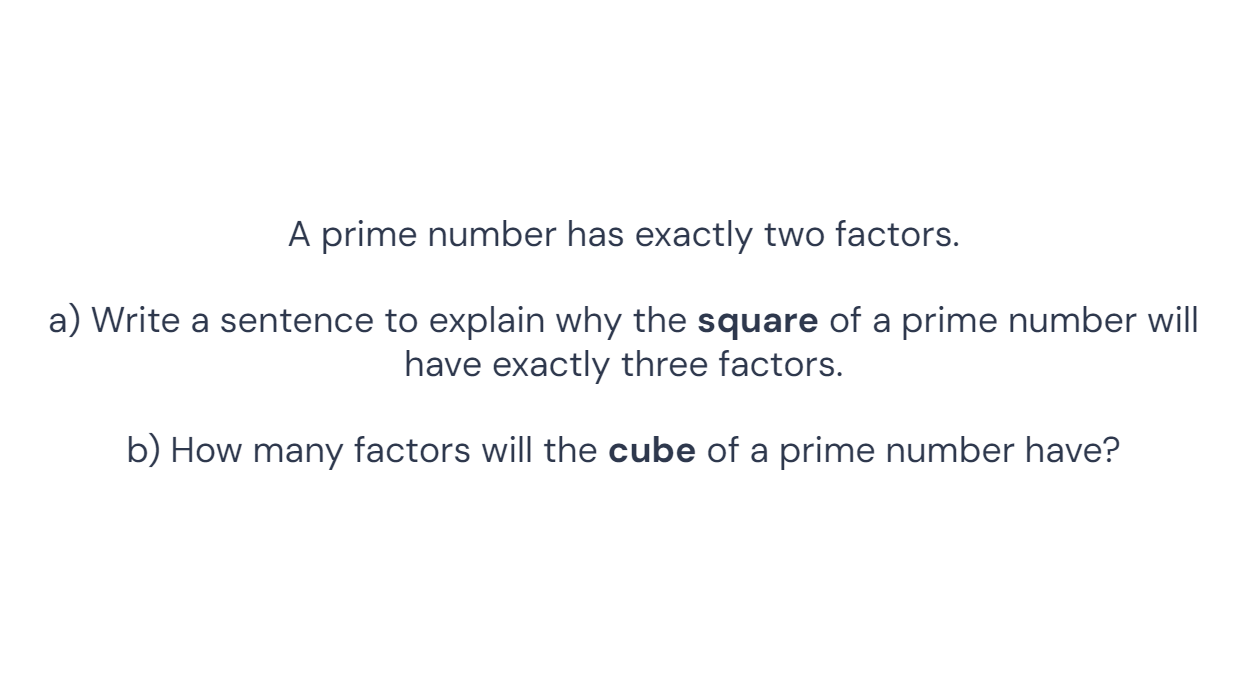 A prime number has exactly two factors.
a) Write a sentence to explain why the square of a prime number will
have exactly three factors.
b) How many factors will the cube of a prime number have?